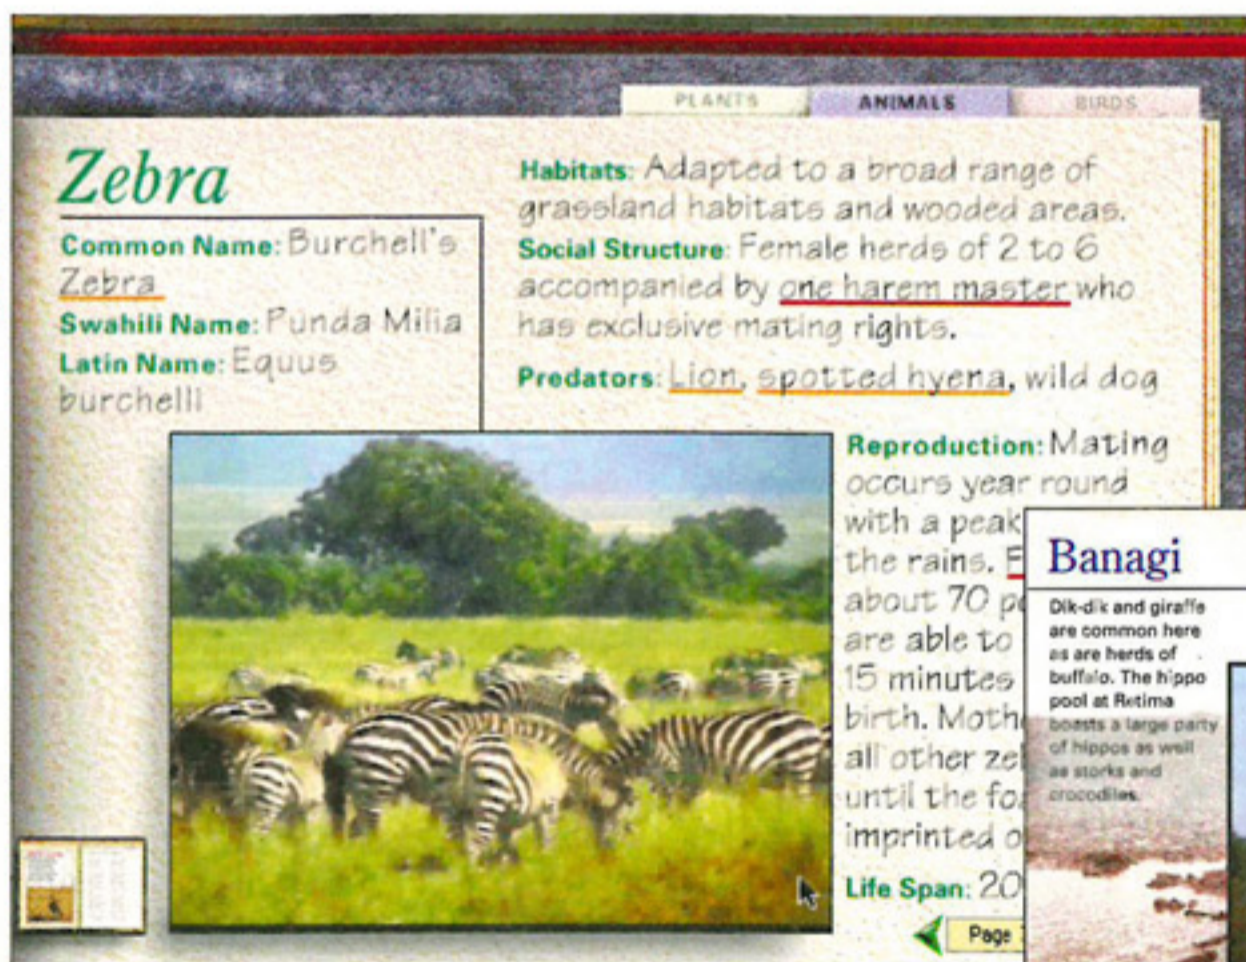 PLANTS ANIMALS BIRDS
Zebra
Common Name: Burchell's
Zebra
Swahili Name: Punda Milia
Latin Name: Equus
burchelli
Habitats: Adapted to a broad range of
grassland habitats and wooded areas.
Social Structure: Female herds of 2 to 6
accompanied by one harem master who
has exclusive mating rights.
Predators: Lion, spotted hyena, wild dog
Reproduction: Mating
occurs year round
with a peak
the rains.
about 70
are able to
15 minutes
birth.
all other
until the
imprinted
Life Span: 20
Page
Banagi
Dik-dik and giraffe
are common here
as are herds of
buffalo. The hippo
pool at Retima
boasts a large party
of hippos as well
as storks and
crocodiles.